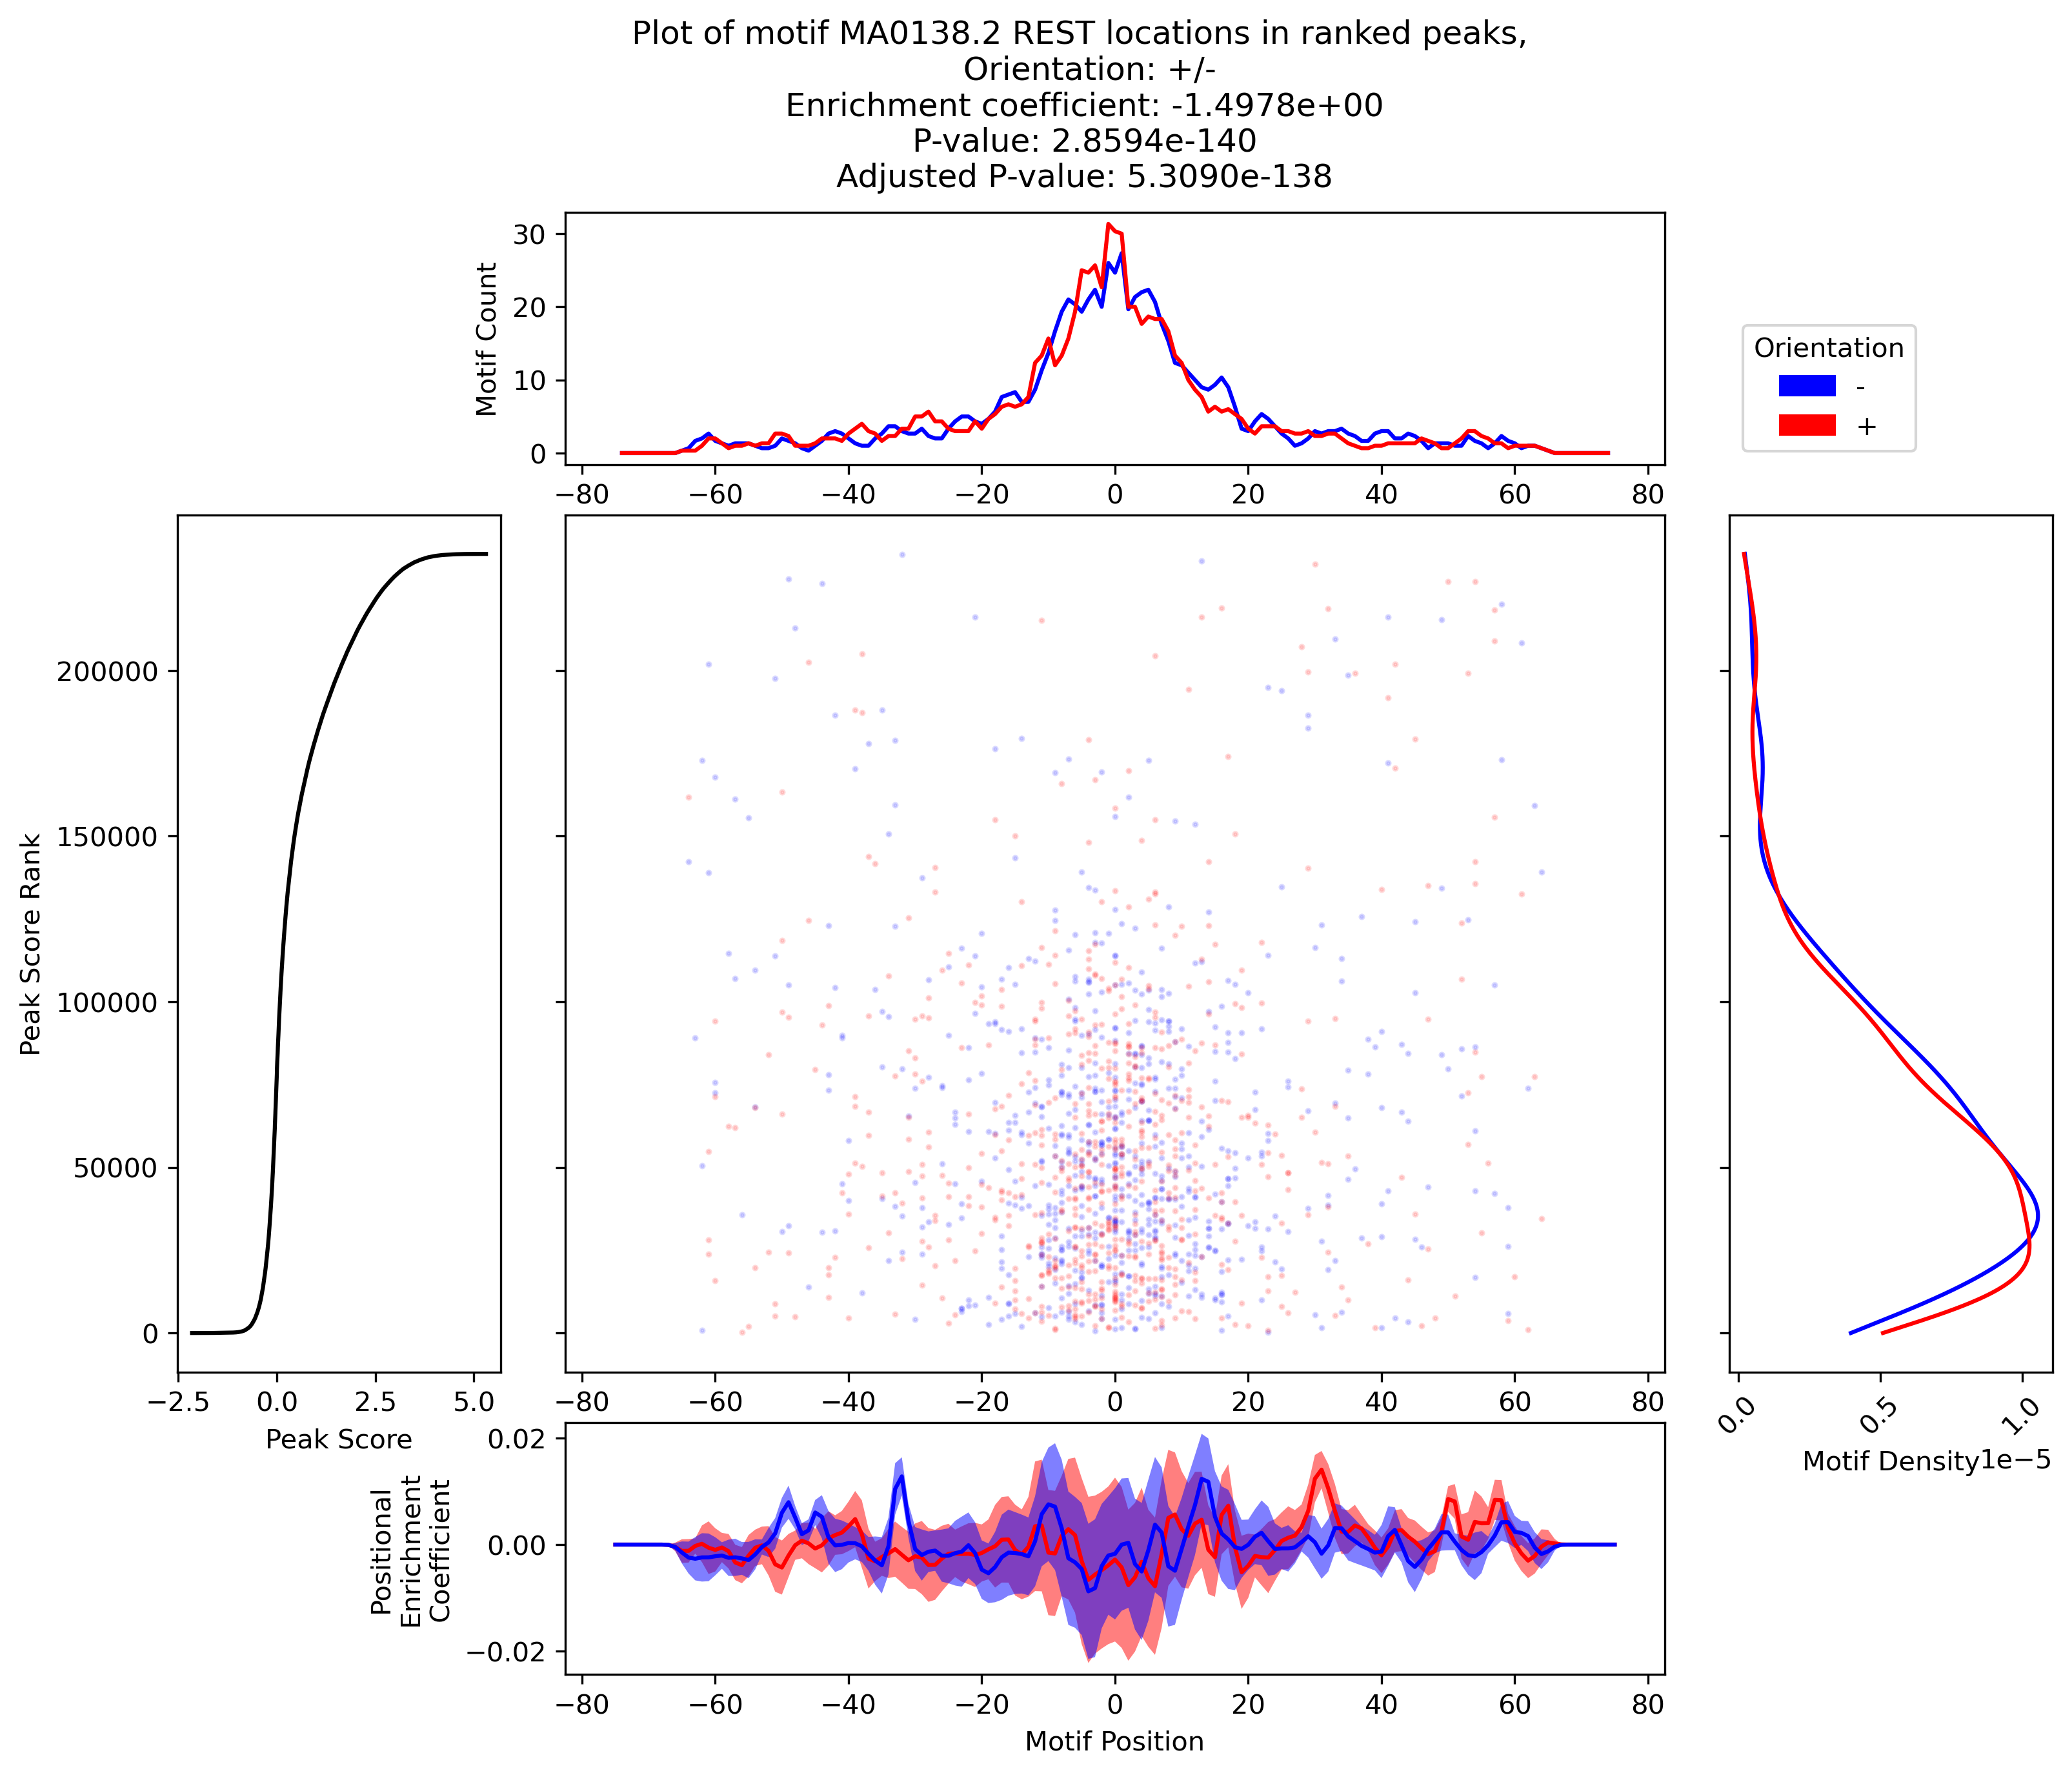 Plot of motif MA0138.2 REST locations in ranked peaks,
Orientation: +/-
Enrichment coefficient: -1.4978e+00
P-value: 2.8594e-140
Adjusted P-value: 5.3090e-138
30
20
10
0
Motif Count
−80 −60 −40 −20 0 20 40 60 80
Orientation
-
+
Peak Score Rank
200000
150000
100000
50000
0
−2.5 0.0 2.5 5.0
Peak Score
−80 −60 −40 −20 0 20 40 60 80
0.0 0.5 1.0
Motif Density
1e−5
Positional
Enrichment
Coefficient
0.02
0.00
−0.02
−80 −60 −40 −20 0 20 40 60 80
Motif Position